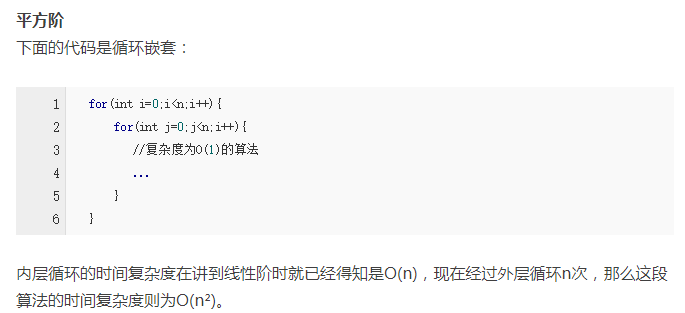 平方阶
下面的代码是循环嵌套：
1 for(int i=0;i<n;i++){
2 for(int j=0;j<n;i++){
3 //复杂度为O(1)的算法
4 ...
5 }
6 }
内层循环的时间复杂度在讲到线性阶时就已经得知是O(n)，现在经过外层循环n次，那么这段
算法的时间复杂度则为O(n²)。